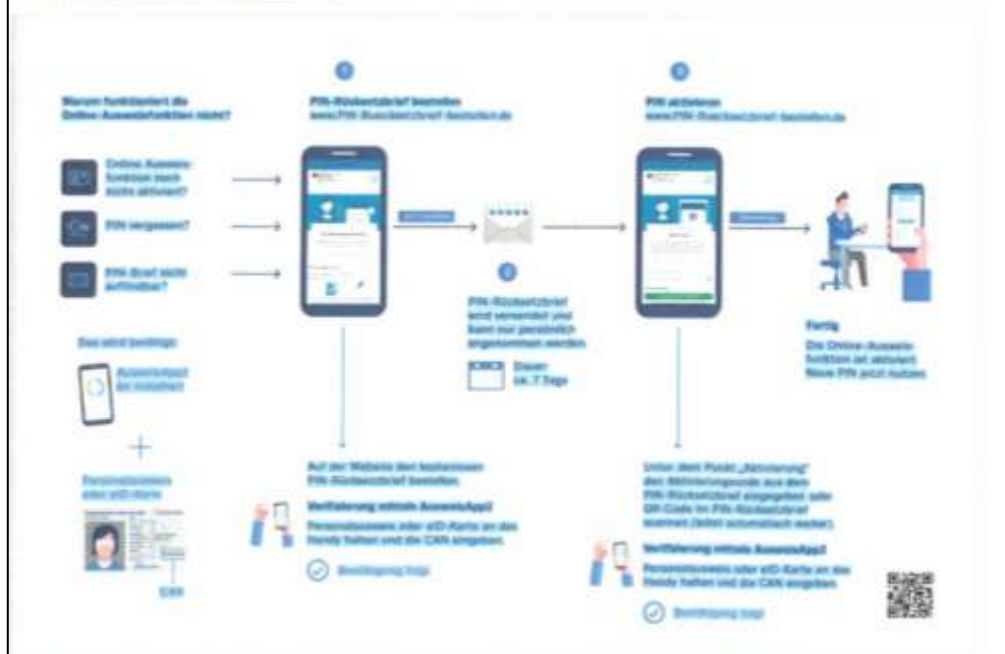 Warum funktioniert die
Online-Ausweisfunktion nicht?
Online-Ausweis-
funktion noch
nicht aktiviert?
PIN vergessen?
PIN-Brief nicht
auffindbar?
Das wird benötigt
AusweisApp2
Personalausweis
oder eID-Karte
CAN
1
PIN-Rücksetzbrief bestellen
www.PIN-Ruecksetzbrief-bestellen.de
Auf der Website den kostenlosen
PIN-Rücksetzbrief bestellen
Verifizierung mittels AusweisApp2
Personalausweis oder eID-Karte an das
Handy halten und die CAN eingeben.
2
PIN-Rücksetzbrief
wird versendet und
kann nur persönlich
angenommen werden
Dauer:
ca. 7 Tage
3
PIN aktivieren
www.PIN-Ruecksetzbrief-bestellen.de
Unter dem Punkt „Aktivierung"
den Aktivierungscode aus dem
PIN-Rücksetzbrief eingegeben oder
QR-Code im PIN-Rücksetzbrief
scannen (leitet automatisch weiter).
Verifizierung mittels AusweisApp2
Personalausweis oder eID-Karte an das
Handy halten und die CAN eingeben
Fertig
Die Online-Ausweis-
funktion ist aktiviert
Neue PIN jetzt nutzen